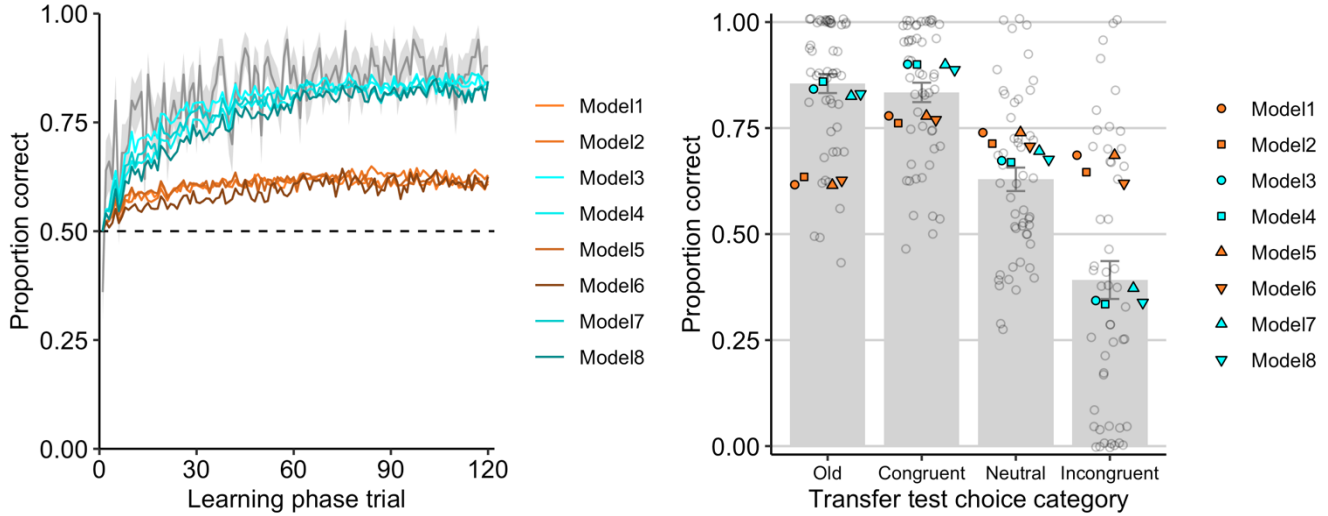 1.00
0.75
0.50
0.25
0.00
Proportion correct
0
30
60
90
120
Learning phase trial
Model1
Model2
Model3
Model4
Model5
Model6
Model7
Model8
1.00
0.75
0.50
0.25
0.00
Proportion correct
Old
Congruent
Neutral
Incongruent
Transfer test choice category
Model1
Model2
Model3
Model4
Model5
Model6
Model7
Model8